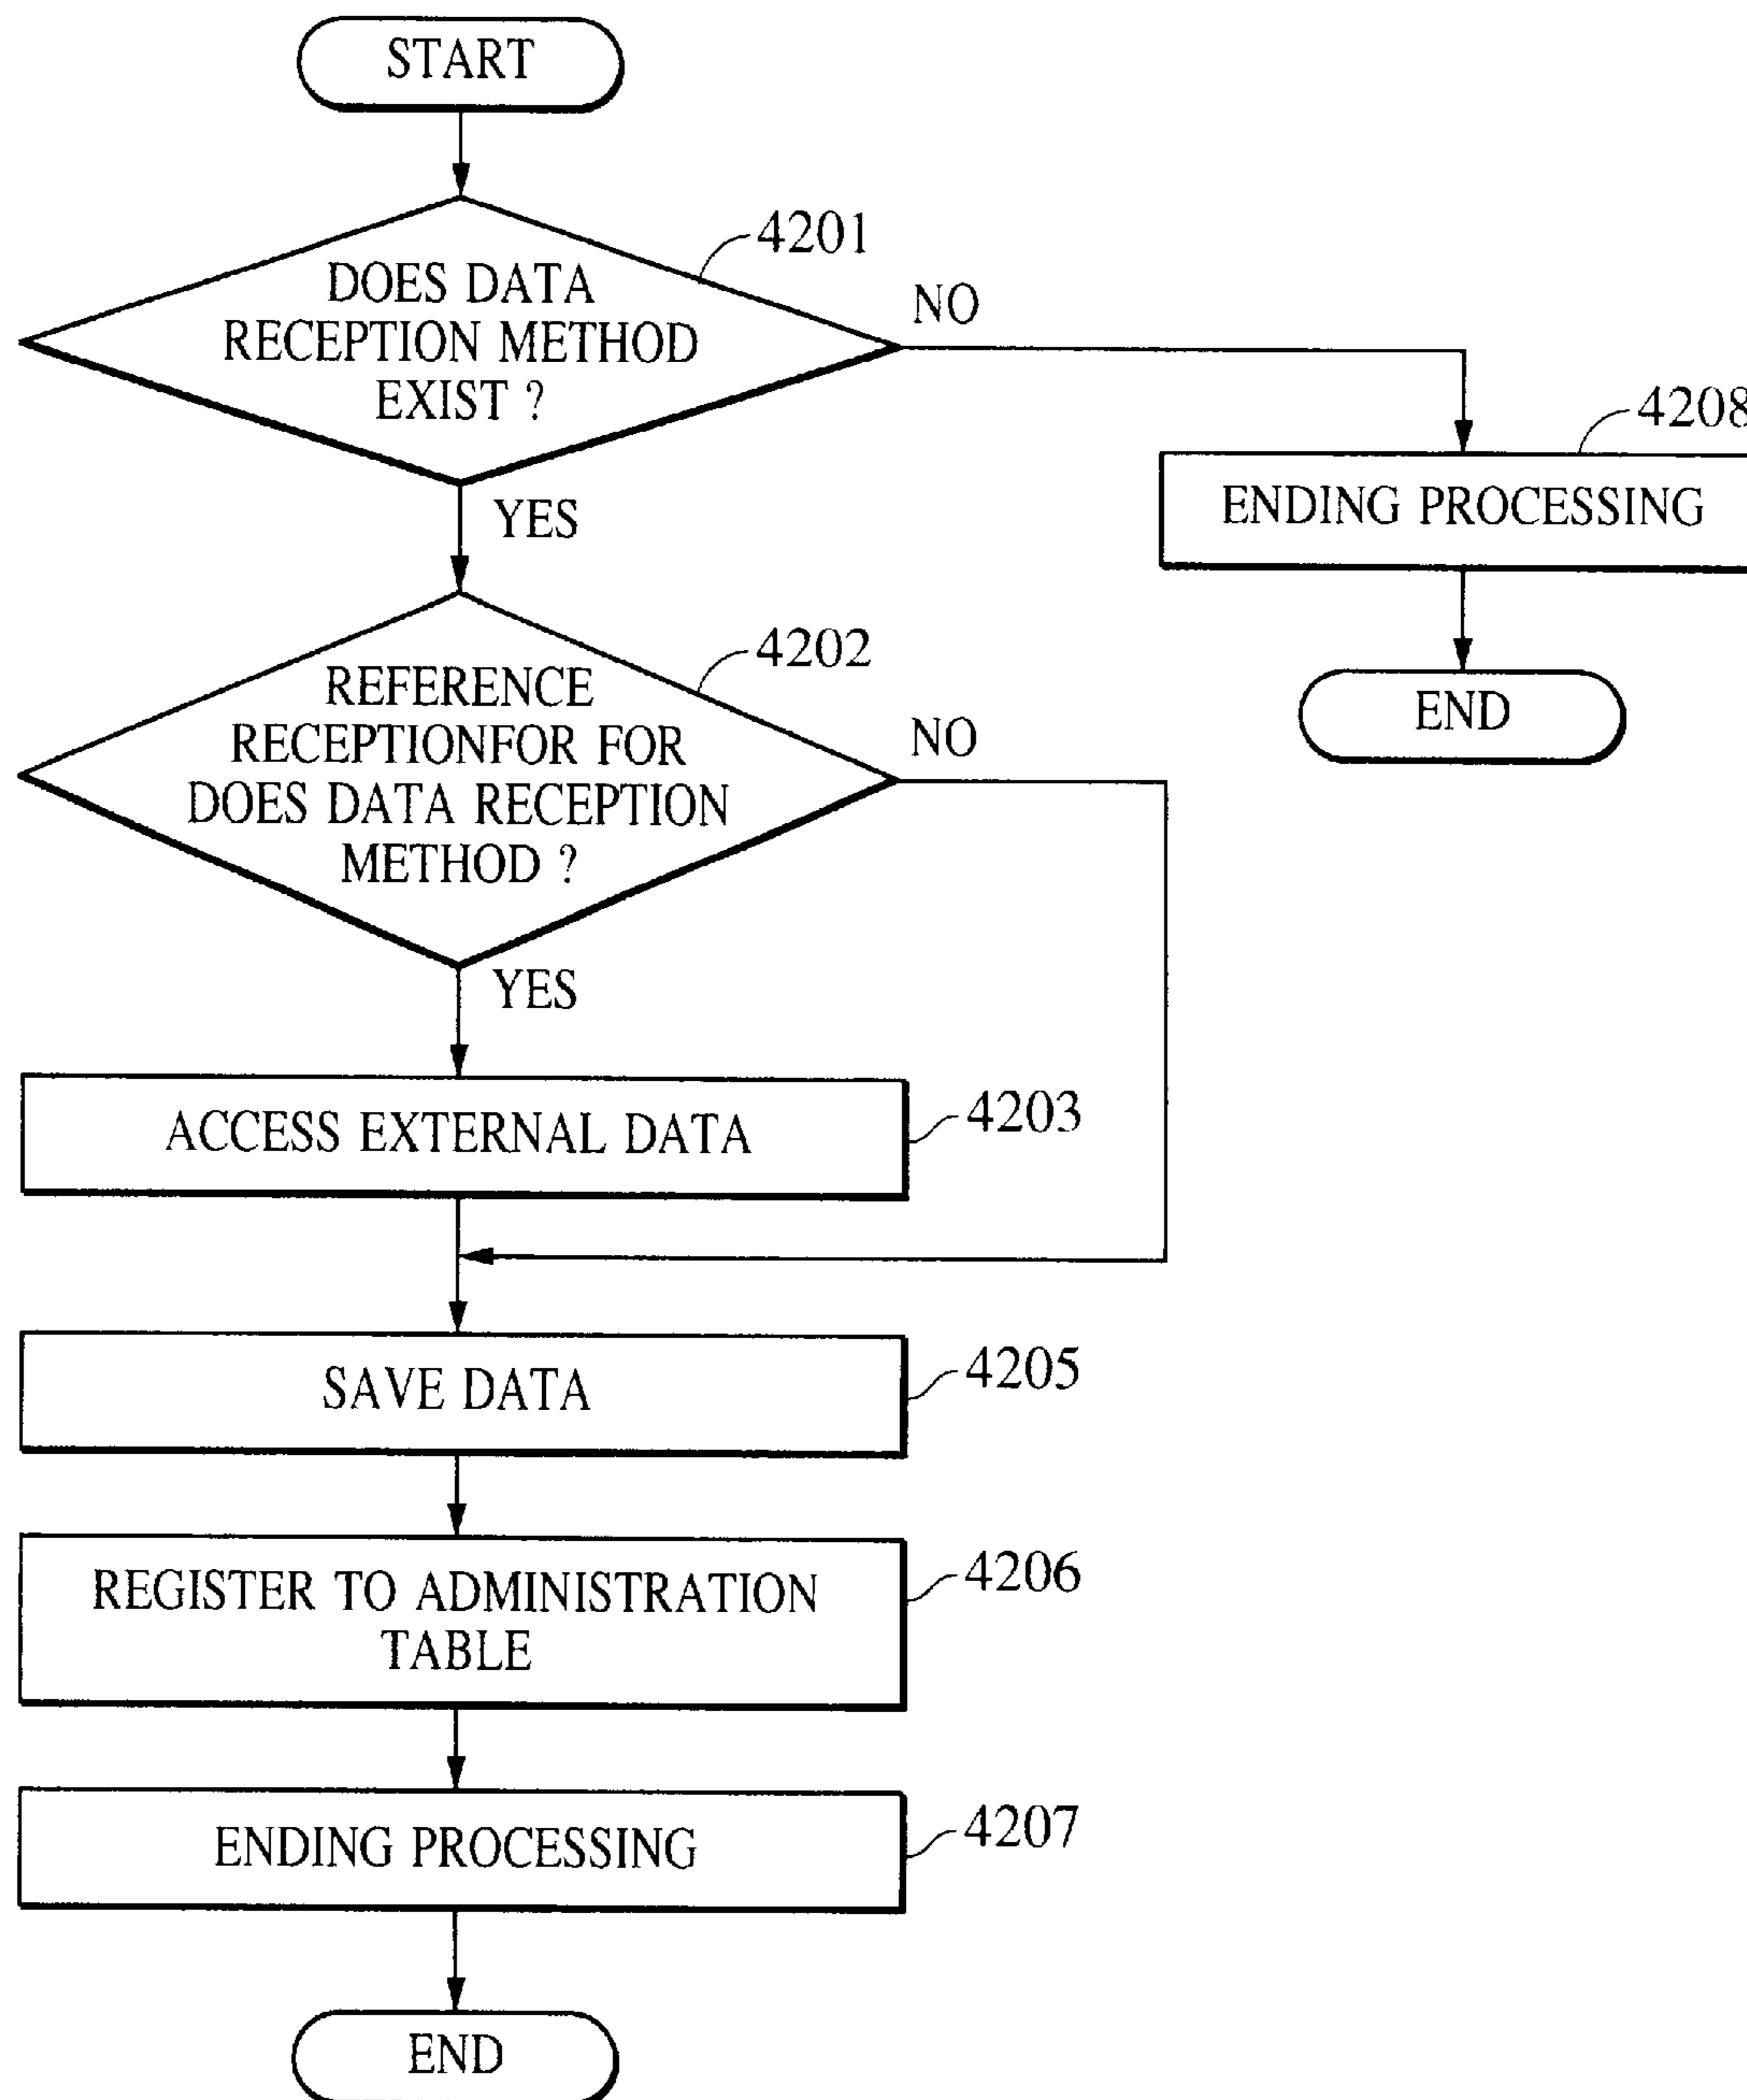 START
4201
DOES DATA
RECEPTION METHOD
EXIST ?
NO
4208
ENDING PROCESSING
END
YES
4202
REFERENCE
RECEPTIONFOR FOR
DOES DATA RECEPTION
METHOD ?
NO
YES
ACCESS EXTERNAL DATA
4203
SAVE DATA
4205
REGISTER TO ADMINISTRATION
TABLE
4206
ENDING PROCESSING
4207
END